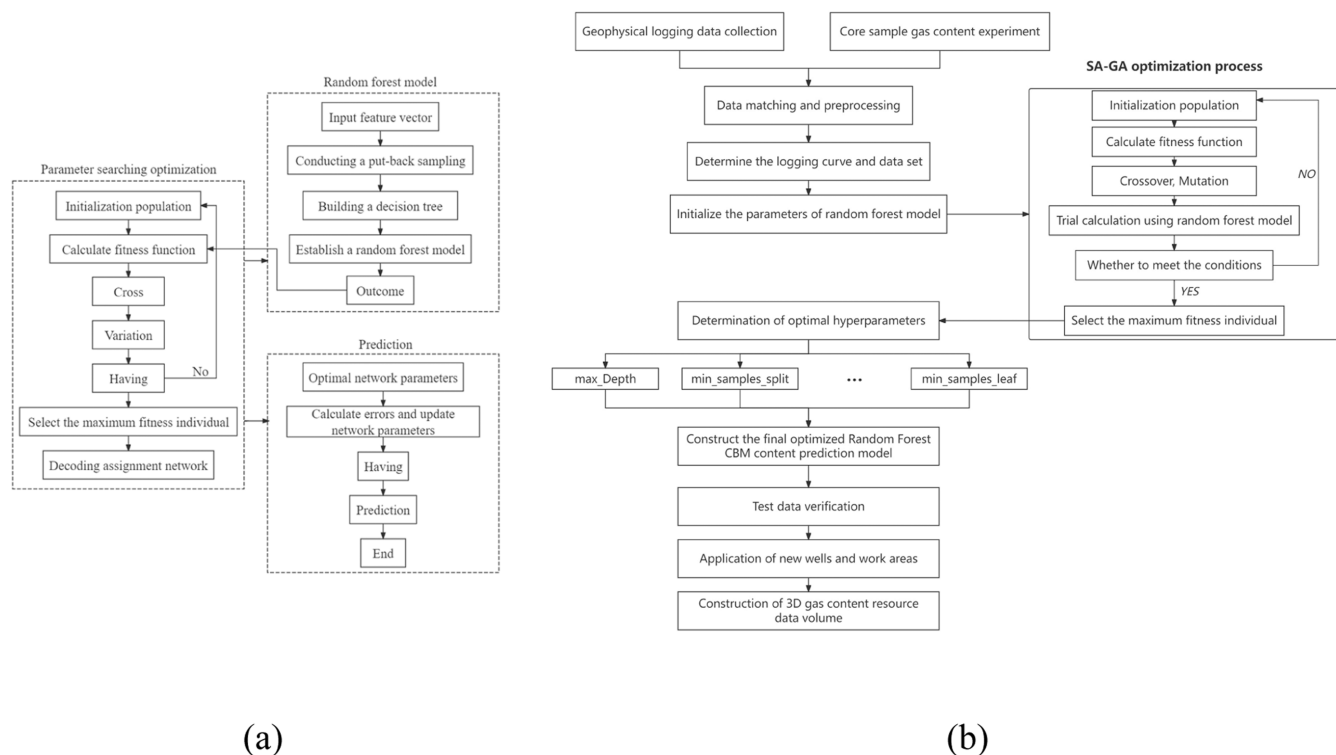 Random forest model
Input feature vector
Conducting a put-back sampling
Building a decision tree
Establish a random forest model
Outcome
Parameter searching optimization
Initialization population
Calculate fitness function
Cross
Variation
Having
No
Select the maximum fitness individual
Decoding assignment network
Prediction
Optimal network parameters
Calculate errors and update
network parameters
Having
Prediction
End
(a)
Geophysical logging data collection
Core sample gas content experiment
Data matching and preprocessing
Determine the logging curve and data set
Initialize the parameters of random forest model
SA-GA optimization process
Initialization population
Calculate fitness function
Crossover, Mutation
Trial calculation using random forest model
Whether to meet the conditions
NO
YES
Select the maximum fitness individual
Determination of optimal hyperparameters
max_Depth
min_samples_split
...
min_samples_leaf
Construct the final optimized Random Forest
CBM content prediction model
Test data verification
Application of new wells and work areas
Construction of 3D gas content resource
data volume
(b)